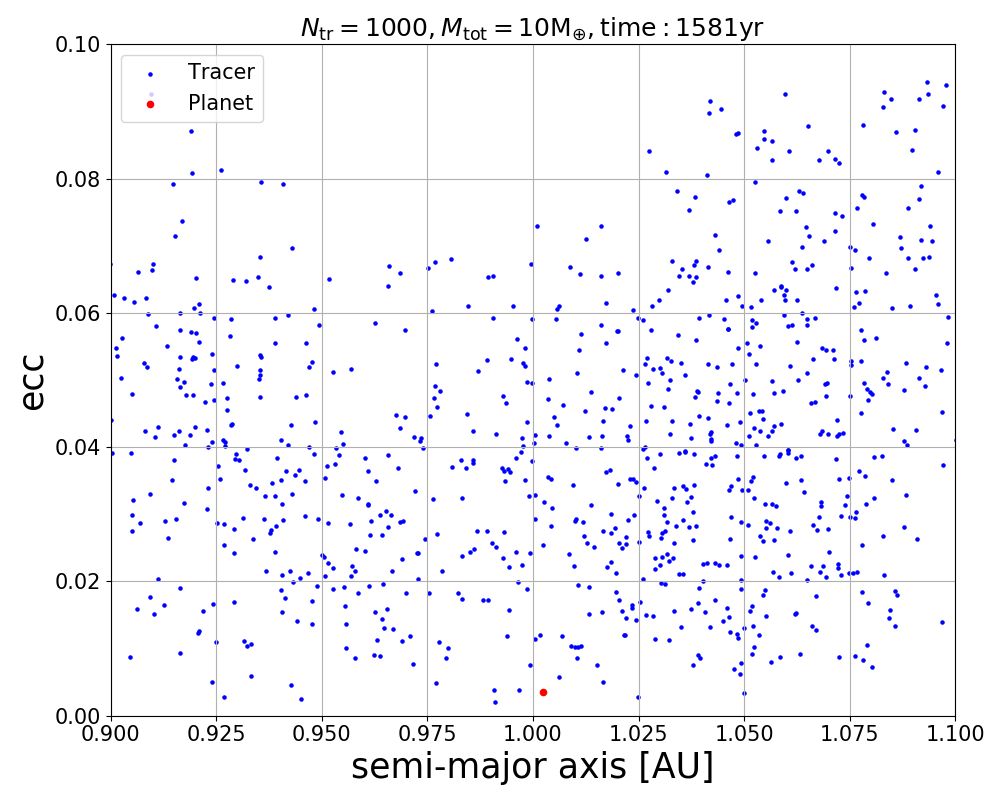 N_tr = 1000, M_tot = 10M_⊕, time : 1581yr
0.10
Tracer
Planet
0.08
0.06
ecc
0.04
0.02
0.00
0.900 0.925 0.950 0.975 1.000 1.025 1.050 1.075 1.100
semi-major axis [AU]